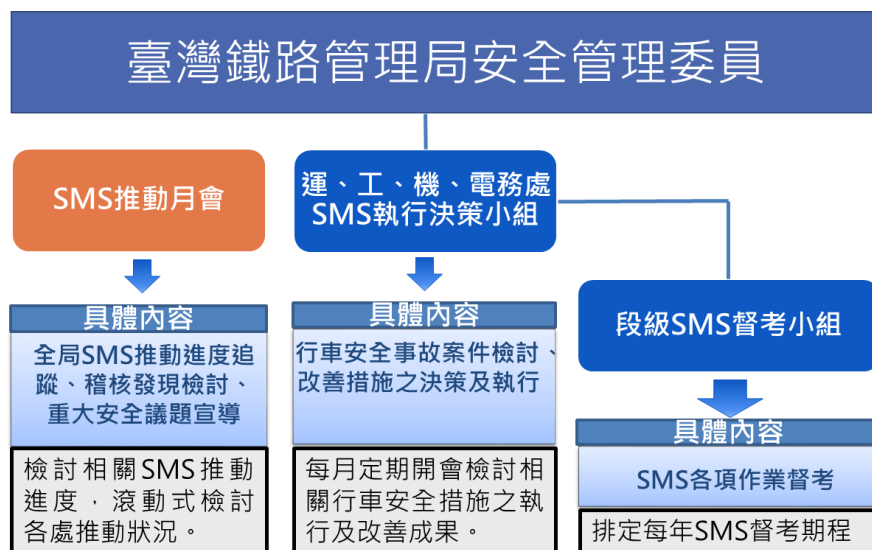 臺灣鐵路管理局安全管理委員
SMS推動月會
具體內容
全局SMS推動進度追
蹤、稽核發現檢討、
重大安全議題宣導
檢討相關SMS推動
進度，滾動式檢討
各處推動狀況。
運、工、機、電務處
SMS執行決策小組
具體內容
行車安全事故案件檢討、
改善措施之決策及執行
每月定期開會檢討相
關行車安全措施之執
行及改善成果。
段級SMS督考小組
具體內容
SMS各項作業督考
排定每年SMS督考期程